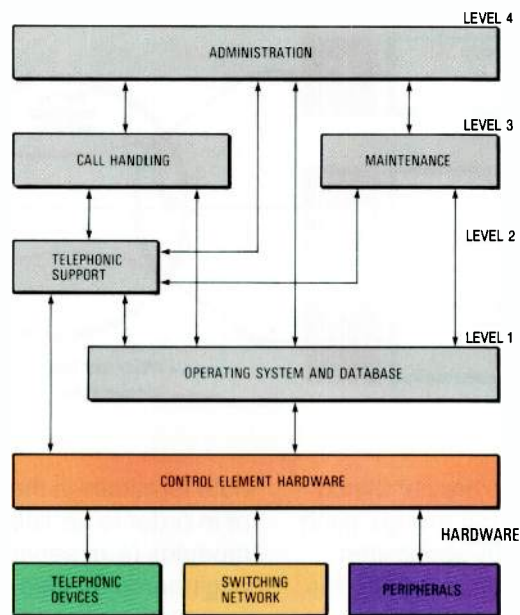 LEVEL 4
ADMINISTRATION
LEVEL 3
CALL HANDLING
MAINTENANCE
LEVEL 2
TELEPHONIC
SUPPORT
LEVEL 1
OPERATING SYSTEM AND DATABASE
CONTROL ELEMENT HARDWARE
HARDWARE
TELEPHONIC
DEVICES
SWITCHING
NETWORK
PERIPHERALS